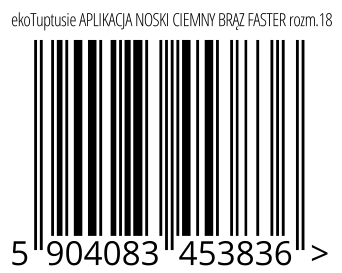 ekoTuptusie APLIKACJA NOSKI CIEMNY BRĄZ FASTER rozm.18
5 904083 453836 >